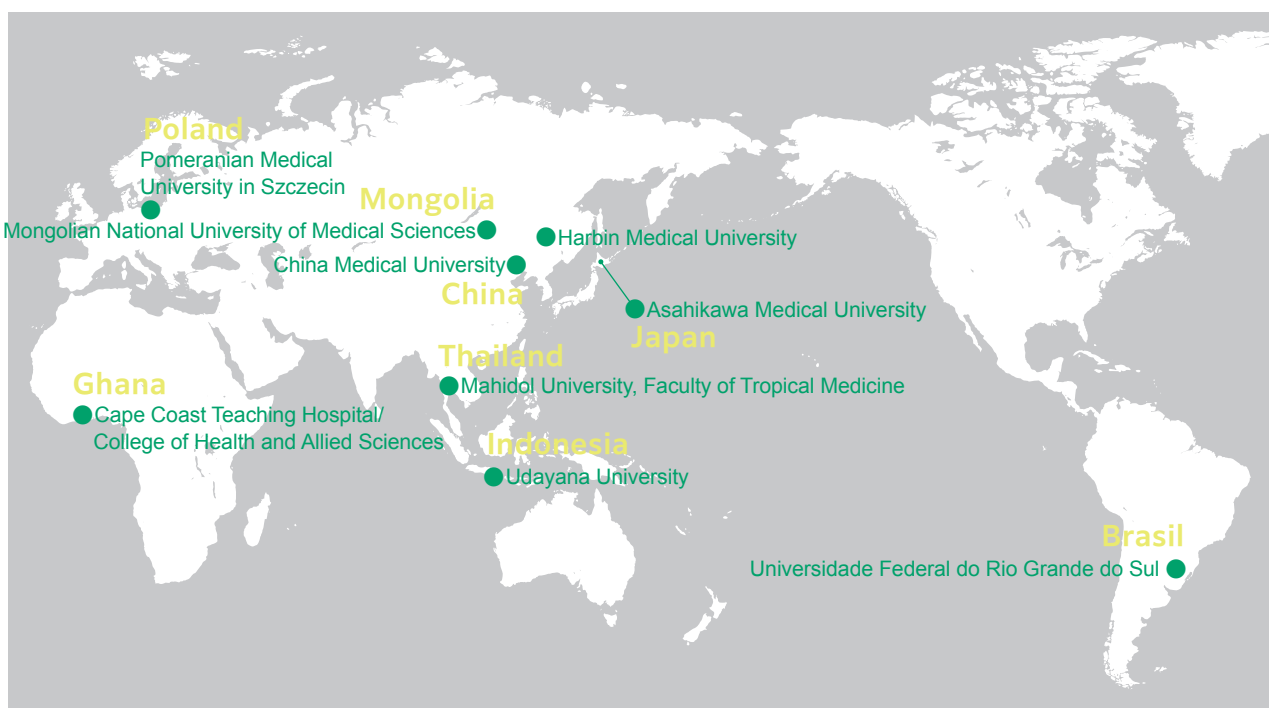 Poland
Pomeranian Medical
University in Szczecin
Mongolia
Mongolian National University of Medical Sciences
Harbin Medical University
China Medical University
China
Asahikawa Medical University
Japan
Thailand
Mahidol University, Faculty of Tropical Medicine
Ghana
Cape Coast Teaching Hospital/
College of Health and Allied Sciences
Indonesia
Udayana University
Brasil
Universidade Federal do Rio Grande do Sul